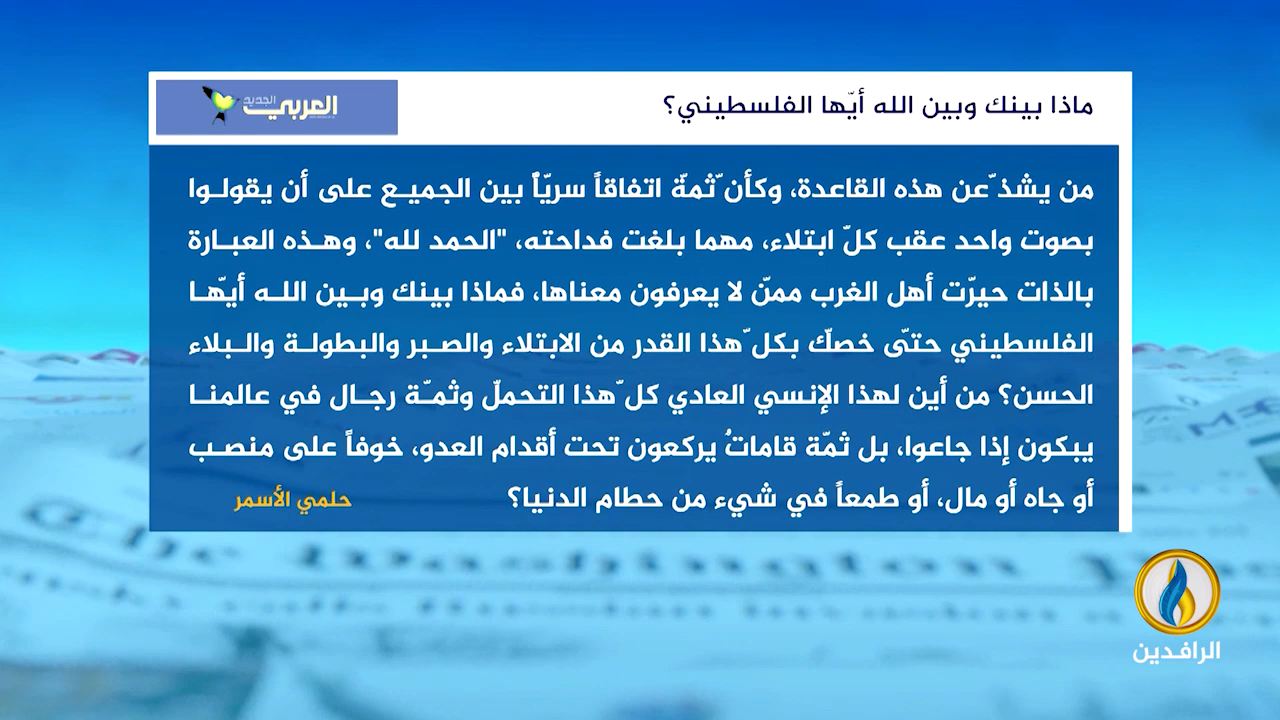 ماذا بينك وبين الله أيّها الفلسطيني؟
العربي الجديد
من يشذّ عن هذه القاعدة، وكأنّ ثمّة اتفاقاً سريّاً بين الجميع على أن يقولوا
بصوت واحد عقب كلّ ابتلاء، مهما بلغت فداحته، "الحمد لله"، وهذه العبارة
بالذات حيرّت أهل الغرب ممنّ لا يعرفون معناها، فماذا بينك وبين الله أيّها
الفلسطيني حتىّ خصكّ بكلّ هذا القدر من الابتلاء والصبر والبطولة والبلاء
الحسن؟ من أين لهذا الإنسي العادي كلّ هذا التحملّ وثمّة رجال في عالمنا
يبكون إذا جاعوا، بل ثمّة قاماتُ يركعون تحت أقدام العدو، خوفاً على منصب
أو جاه أو مال، أو طمعاً في شيء من حطام الدنيا؟
حلمي الأسمر
الرافدين